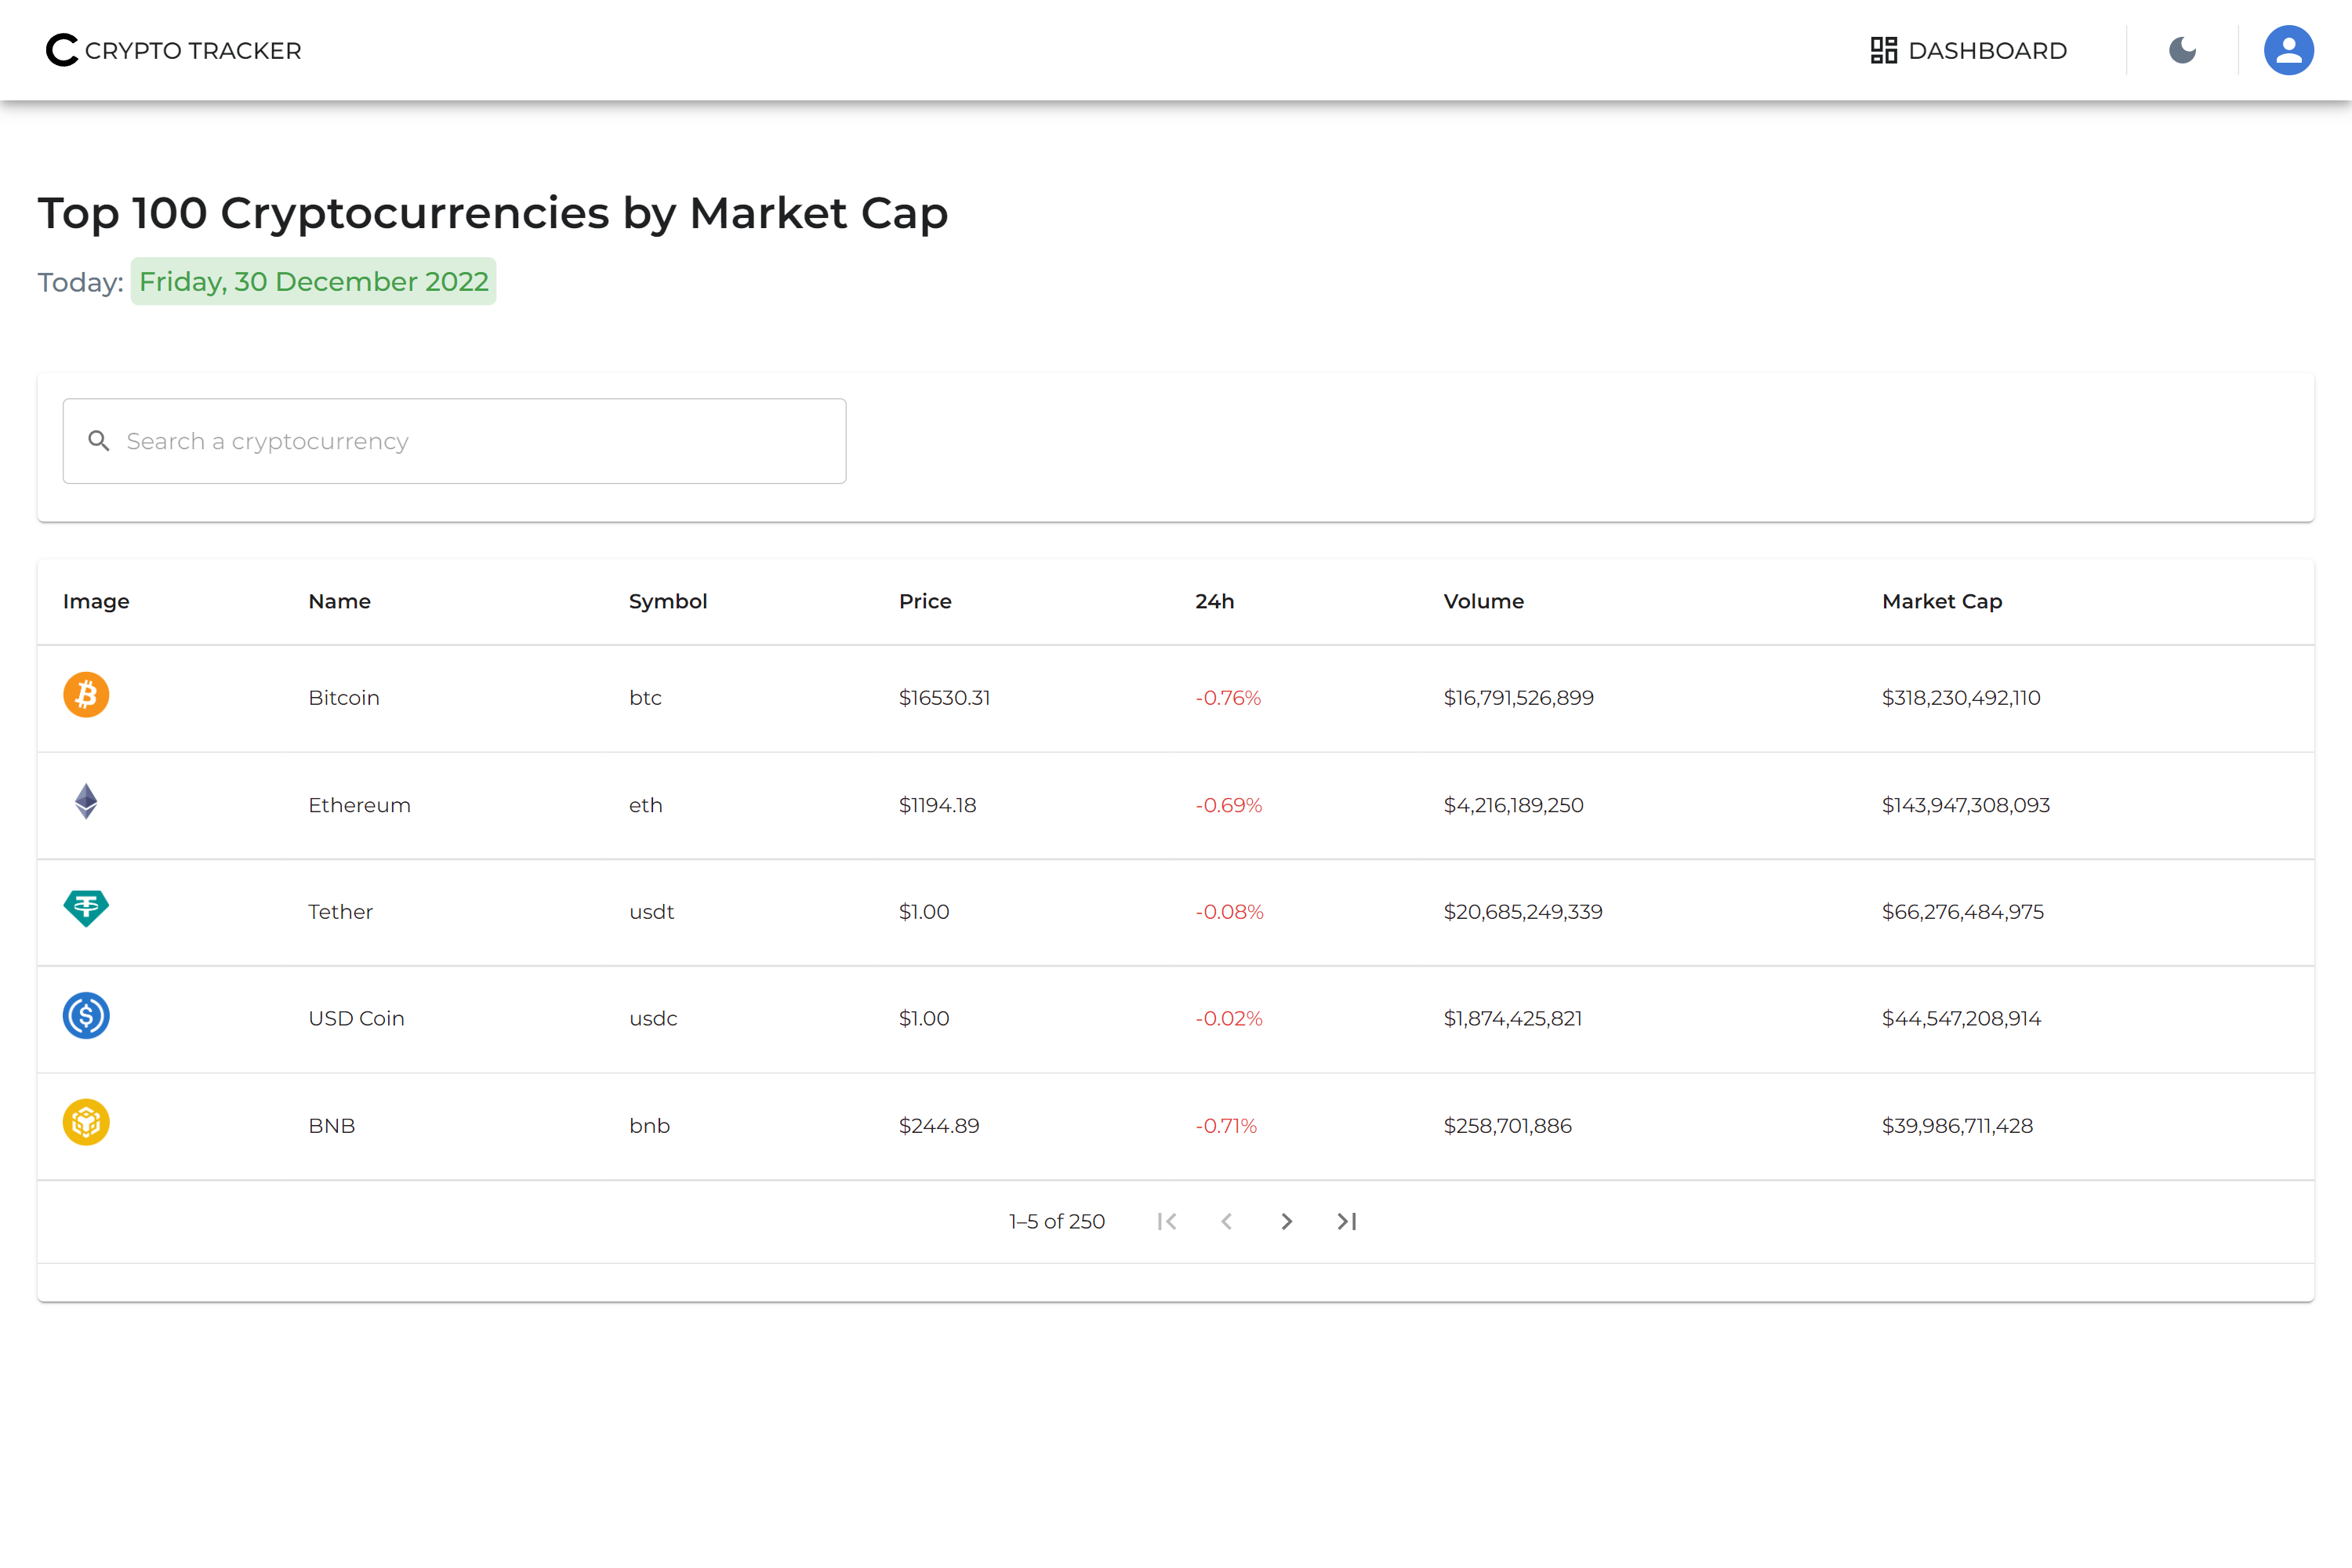 CRYPTO TRACKER DASHBOARD
Top 100 Cryptocurrencies by Market Cap
Today: Friday, 30 December 2022
Search a cryptocurrency
Image Name Symbol Price 24h Volume Market Cap
Bitcoin btc $16530.31 -0.76% $16,791,526,899 $318,230,492,110
Ethereum eth $1194.18 -0.69% $4,216,189,250 $143,947,308,093
Tether usdt $1.00 -0.08% $20,685,249,339 $66,276,484,975
USD Coin usdc $1.00 -0.02% $1,874,425,821 $44,547,208,914
BNB bnb $244.89 -0.71% $258,701,886 $39,986,711,428
1–5 of 250